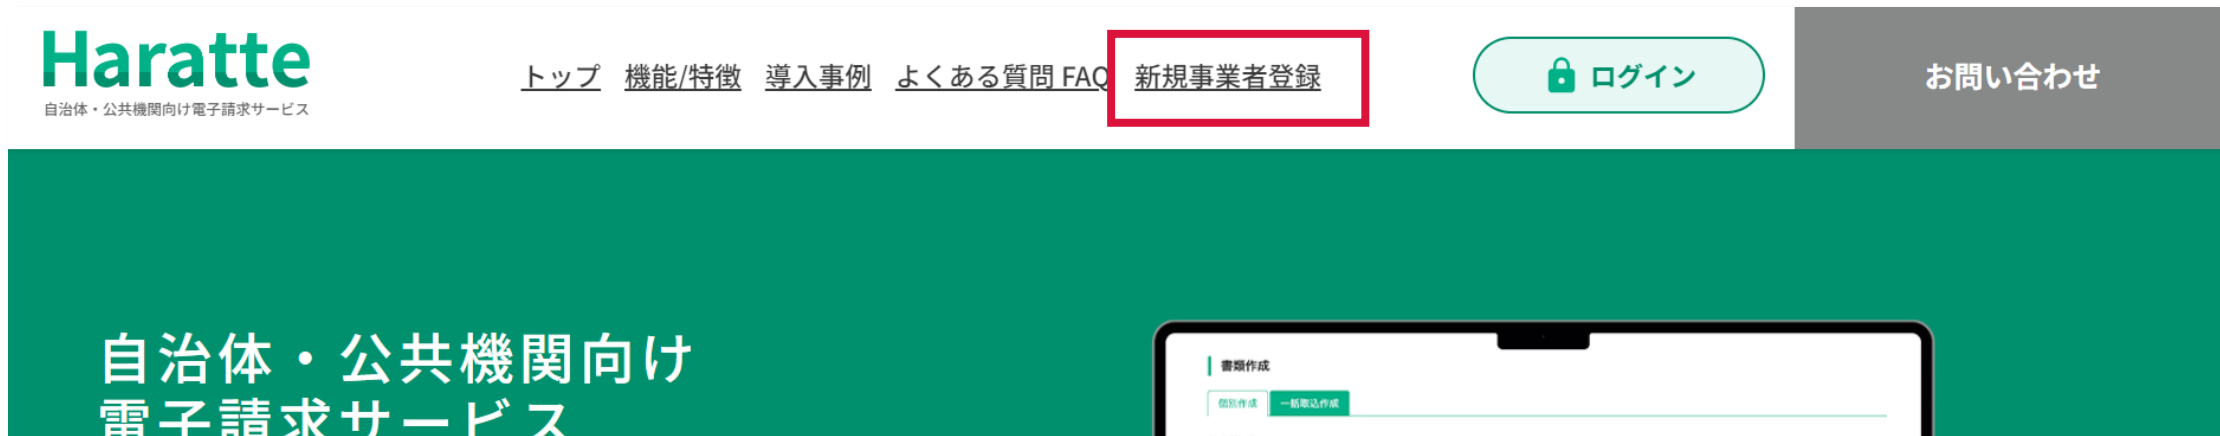 Haratte
自治体・公共機関向け電子請求サービス
トップ 機能/特徴 導入事例 よくある質問 FAQ 新規事業者登録
ログイン
お問い合わせ
自治体・公共機関向け
電子請求サービス
書類作成
個別作成 一括取込作成